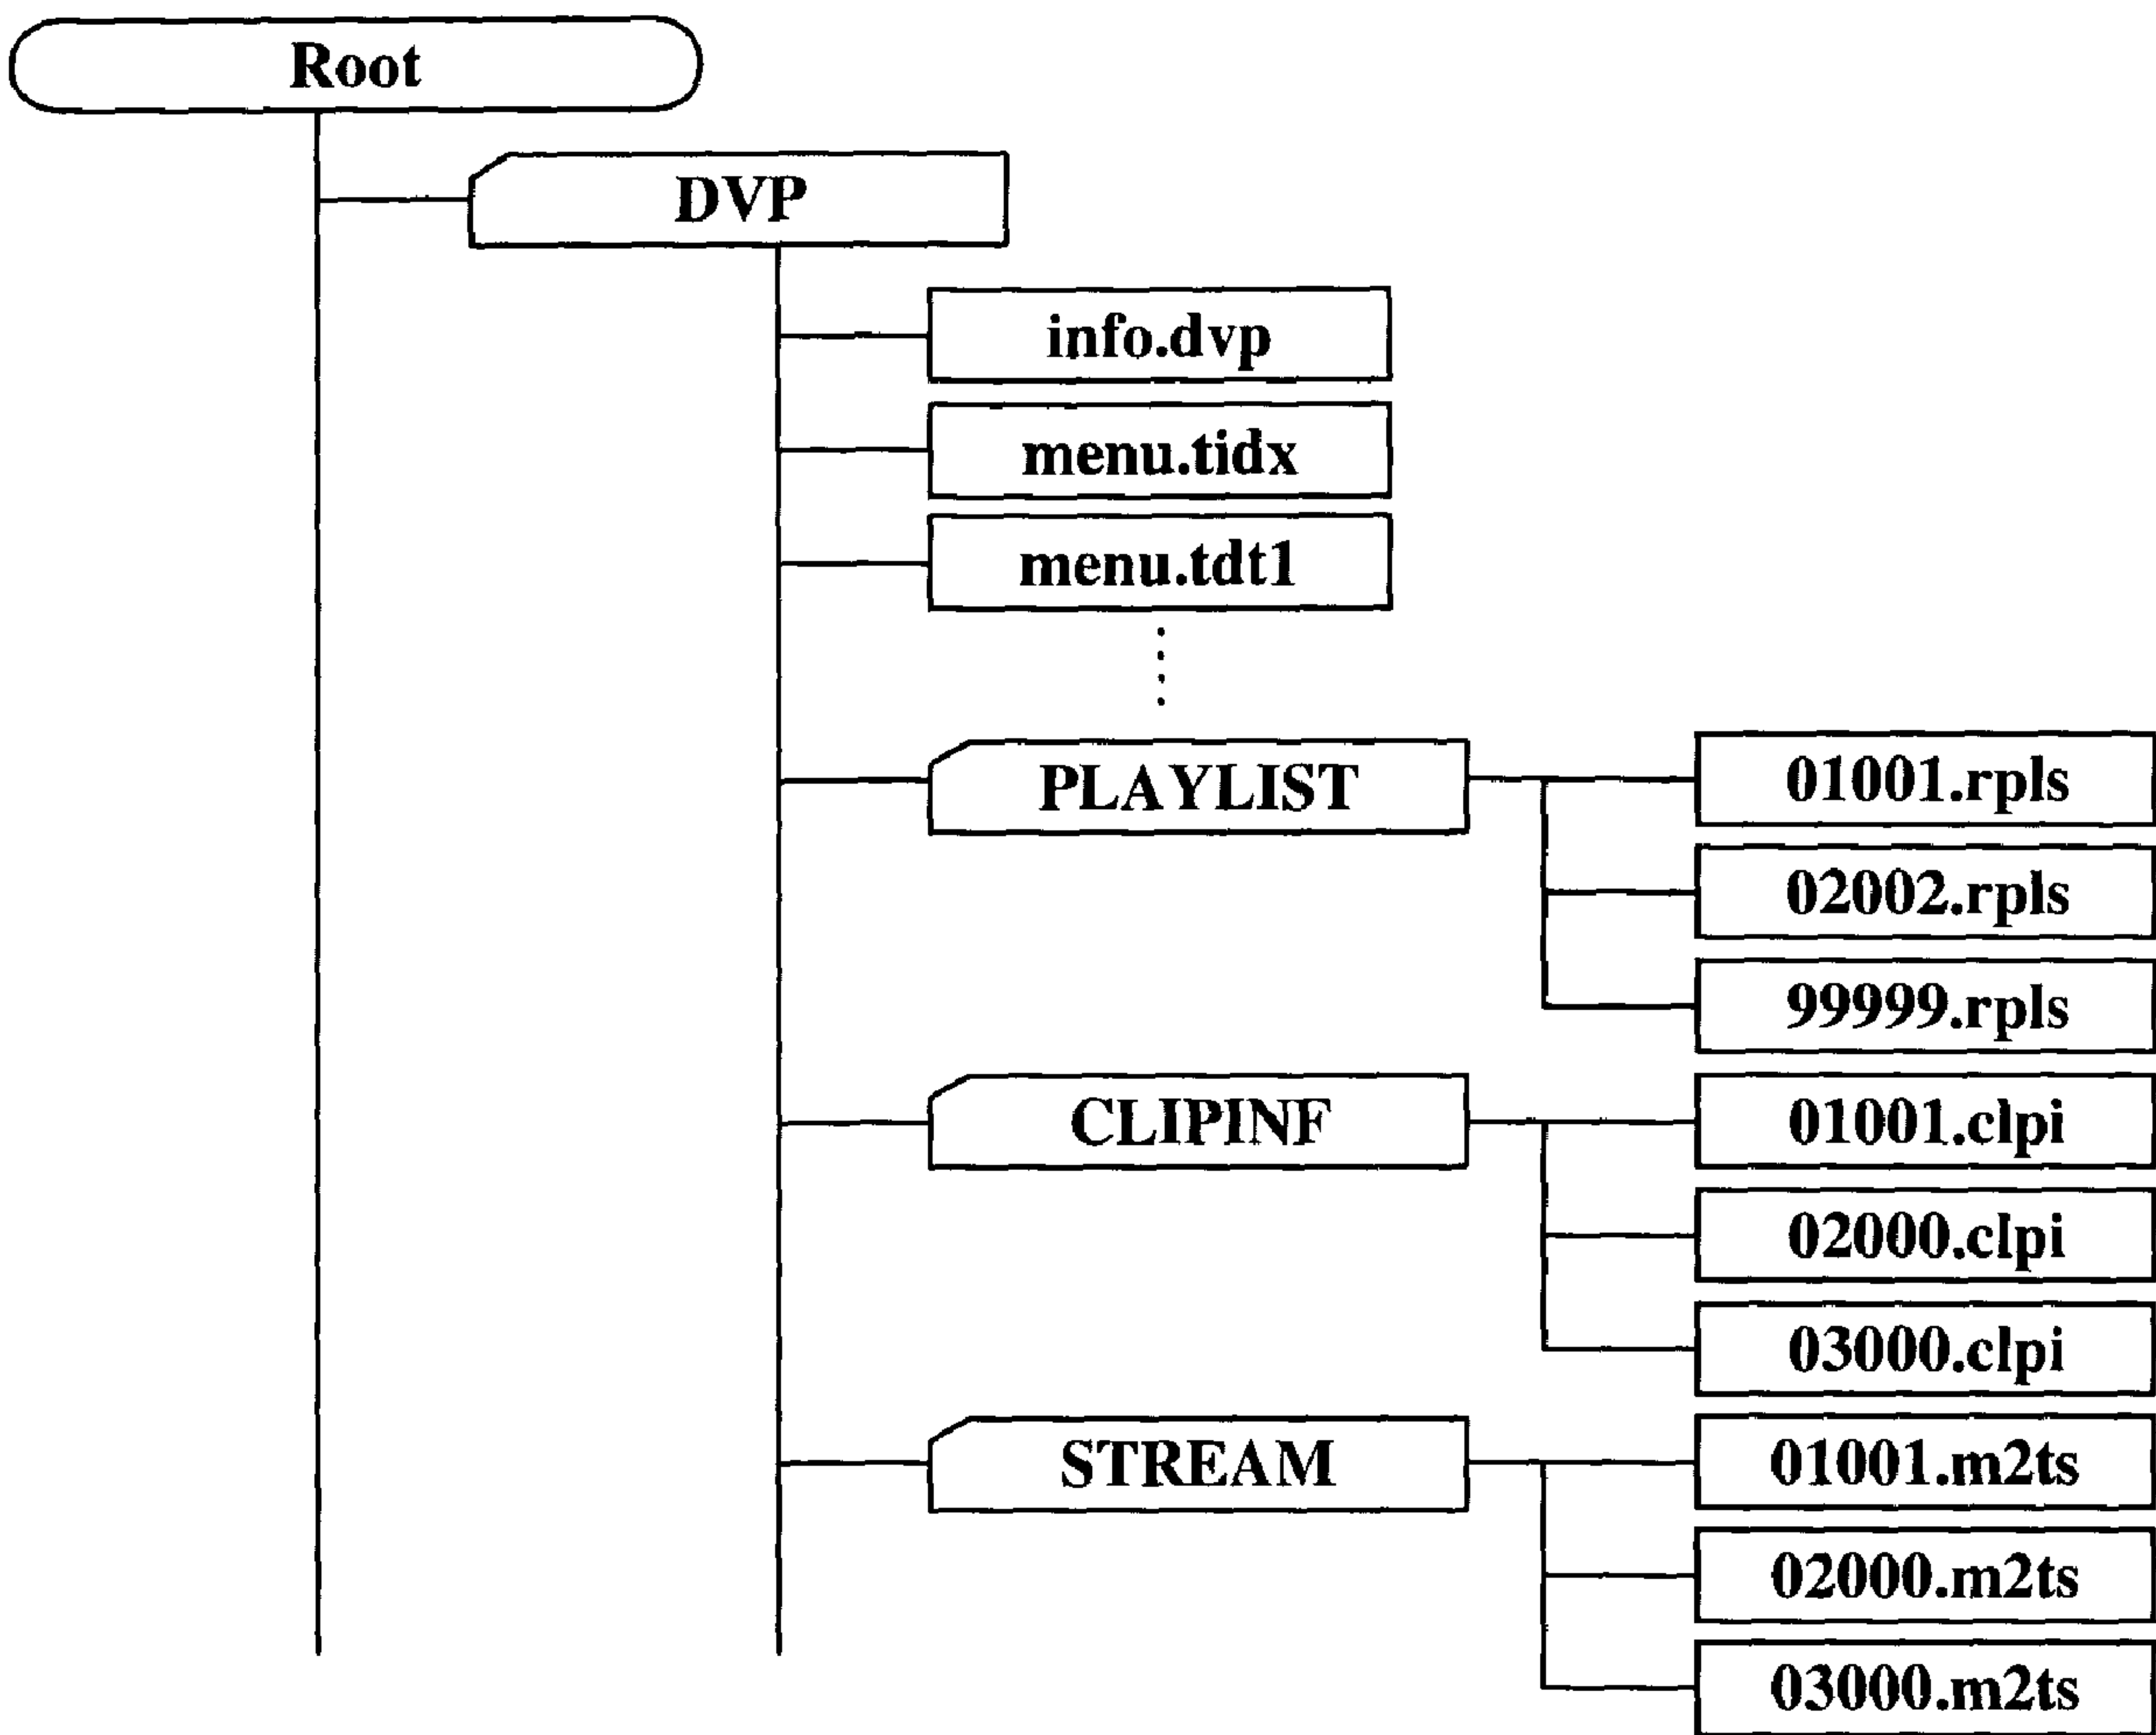 Root
DVP
info.dvp
menu.tidx
menu.tdt1
PLAYLIST
01001.rpls
02002.rpls
99999.rpls
CLIPINF
01001.clpi
02000.clpi
03000.clpi
STREAM
01001.m2ts
02000.m2ts
03000.m2ts